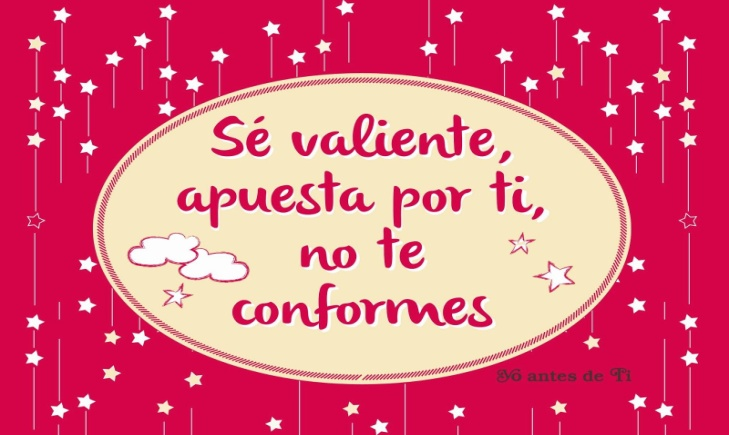 Sé valiente,
apuesta por ti,
no te
conformes
Yo antes de Ti